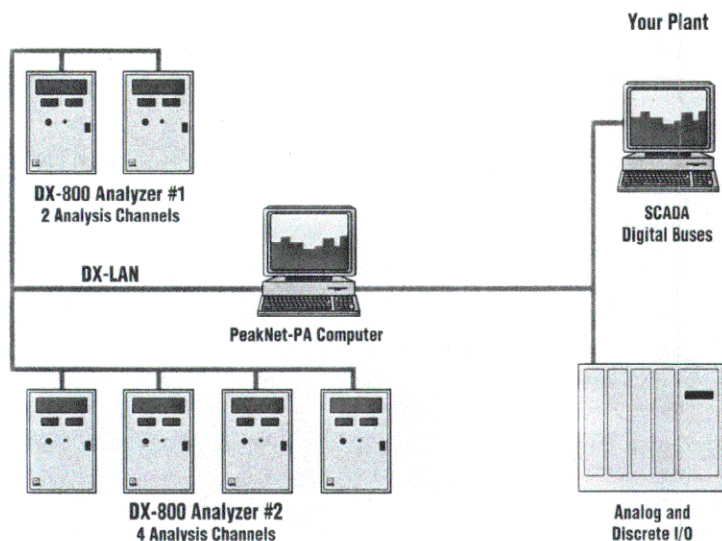 Your Plant
DX-800 Analyzer #1
2 Analysis Channels
SCADA
Digital Buses
DX-LAN
PeakNet-PA Computer
DX-800 Analyzer #2
4 Analysis Channels
Analog and
Discrete I/O